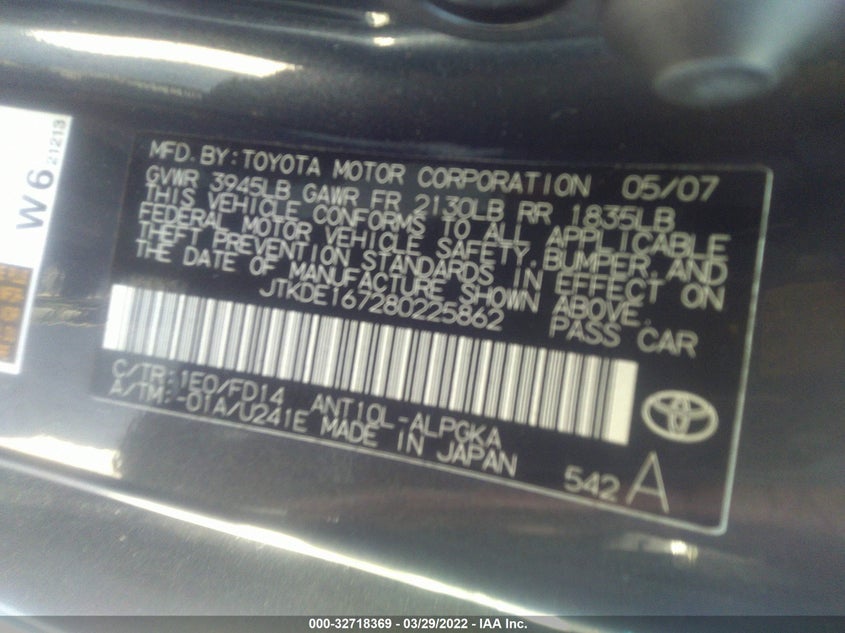 MFD. BY: TOYOTA MOTOR CORPORATION 05/07
GVWR 3945LB GAWR FR 2130LB RR 1835LB
THIS VEHICLE CONFORMS TO ALL APPLICABLE
FEDERAL MOTOR VEHICLE SAFETY, BUMPER, AND
THEFT PREVENTION STANDARDS IN EFFECT ON
THE DATE OF MANUFACTURE SHOWN ABOVE.
JTKDE167280225862 PASS CAR
C/TR: 1E0/FD14 ANT10L-ALPGKA
A/TM: -01A/U241E MADE IN JAPAN
542 A
W6 21213
000-32718369 - 03/29/2022 - IAA Inc.